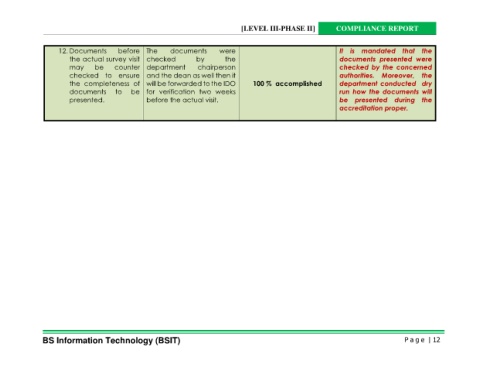 [LEVEL III-PHASE II] COMPLIANCE REPORT
12. Documents before
the actual survey visit
may be counter
checked to ensure
the completeness of
documents to be
presented.
The documents were
checked by the
department chairperson
and the dean as well then it
will be forwarded to the IDO
for verification two weeks
before the actual visit.
100 % accomplished
It is mandated that the
documents presented were
checked by the concerned
authorities. Moreover, the
department conducted dry
run how the documents will
be presented during the
accreditation proper.
BS Information Technology (BSIT)
Page | 12